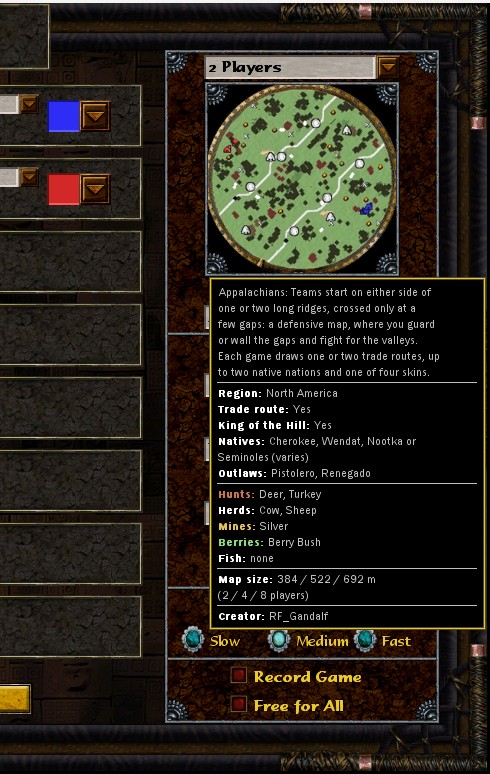 2 Players
Appalachians: Teams start on either side of
one or two long ridges, crossed only at a
few gaps: a defensive map, where you guard
or wall the gaps and fight for the valleys.
Each game draws one or two trade routes, up
to two native nations and one of four skins.
Region: North America
Trade route: Yes
King of the Hill: Yes
Natives: Cherokee, Wendat, Nootka or
Seminoles (varies)
Outlaws: Pistolero, Renegado
Hunts: Deer, Turkey
Herds: Cow, Sheep
Mines: Silver
Berries: Berry Bush
Fish: none
Map size: 384 / 522 / 692 m
(2 / 4 / 8 players)
Creator: RF_Gandalf
Slow Medium Fast
Record Game
Free for All